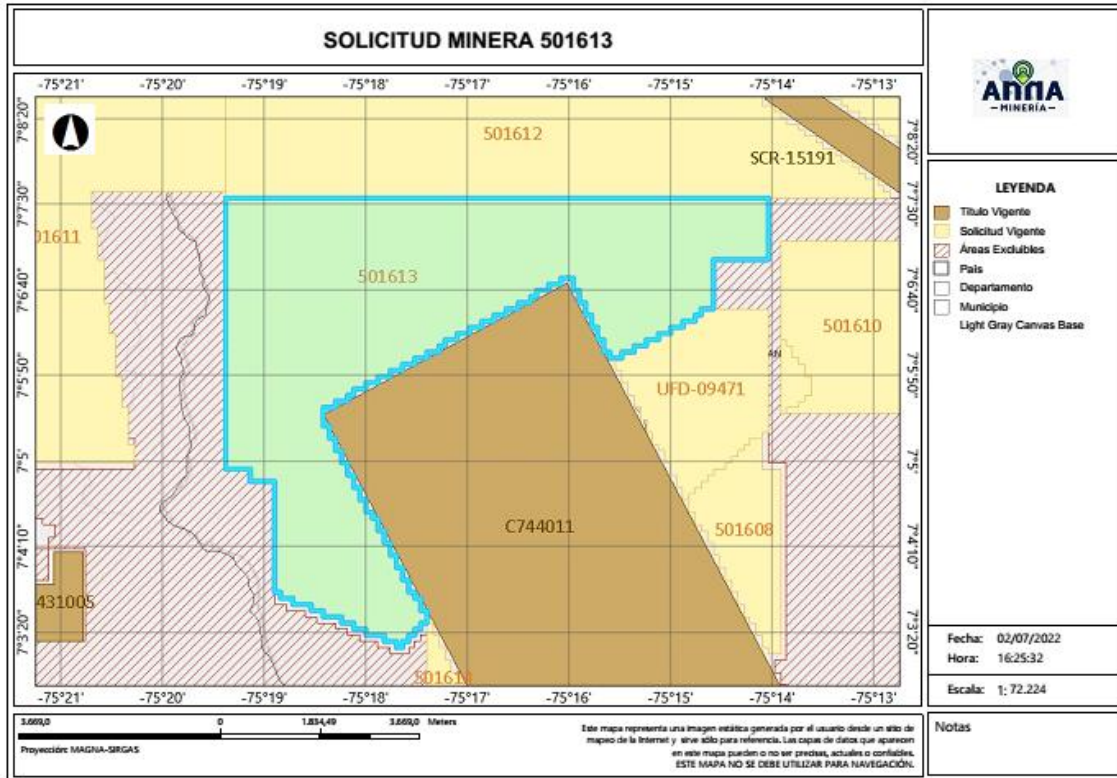 SOLICITUD MINERA 501613
-75°21' -75°20' -75°19' -75°18' -75°17' -75°16' -75°15' -75°14' -75°13'
7°8'20" 7°8'20"
501612
SCR-15191
7°7'30" 7°7'30"
01611
501613
7°6'40" 7°6'40"
501610
AN
7°5'50" 7°5'50"
UFD-09471
7°5' 7°5'
C744011
501608
7°4'10" 7°4'10"
431005
7°3'20" 7°3'20"
-75°21' -75°20' -75°19' -75°18' -75°17' -75°16' -75°15' -75°14' -75°13'
3.669,0 0 1.834,49 3.669,0 Meters
Proyección: MAGNA-SIRGAS
Este mapa representa una imagen estática generada por el usuario desde un sitio de
mapeo de la Internet y sirve sólo para referencia. Las capas de datos que aparecen
en este mapa pueden o no ser precisas, actuales o confiables.
ESTE MAPA NO SE DEBE UTILIZAR PARA NAVEGACIÓN.
ANNA
–MINERÍA–
LEYENDA
Título Vigente
Solicitud Vigente
Áreas Excluibles
País
Departamento
Municipio
Light Gray Canvas Base
Fecha: 02/07/2022
Hora: 16:25:32
Escala: 1: 72.224
Notas